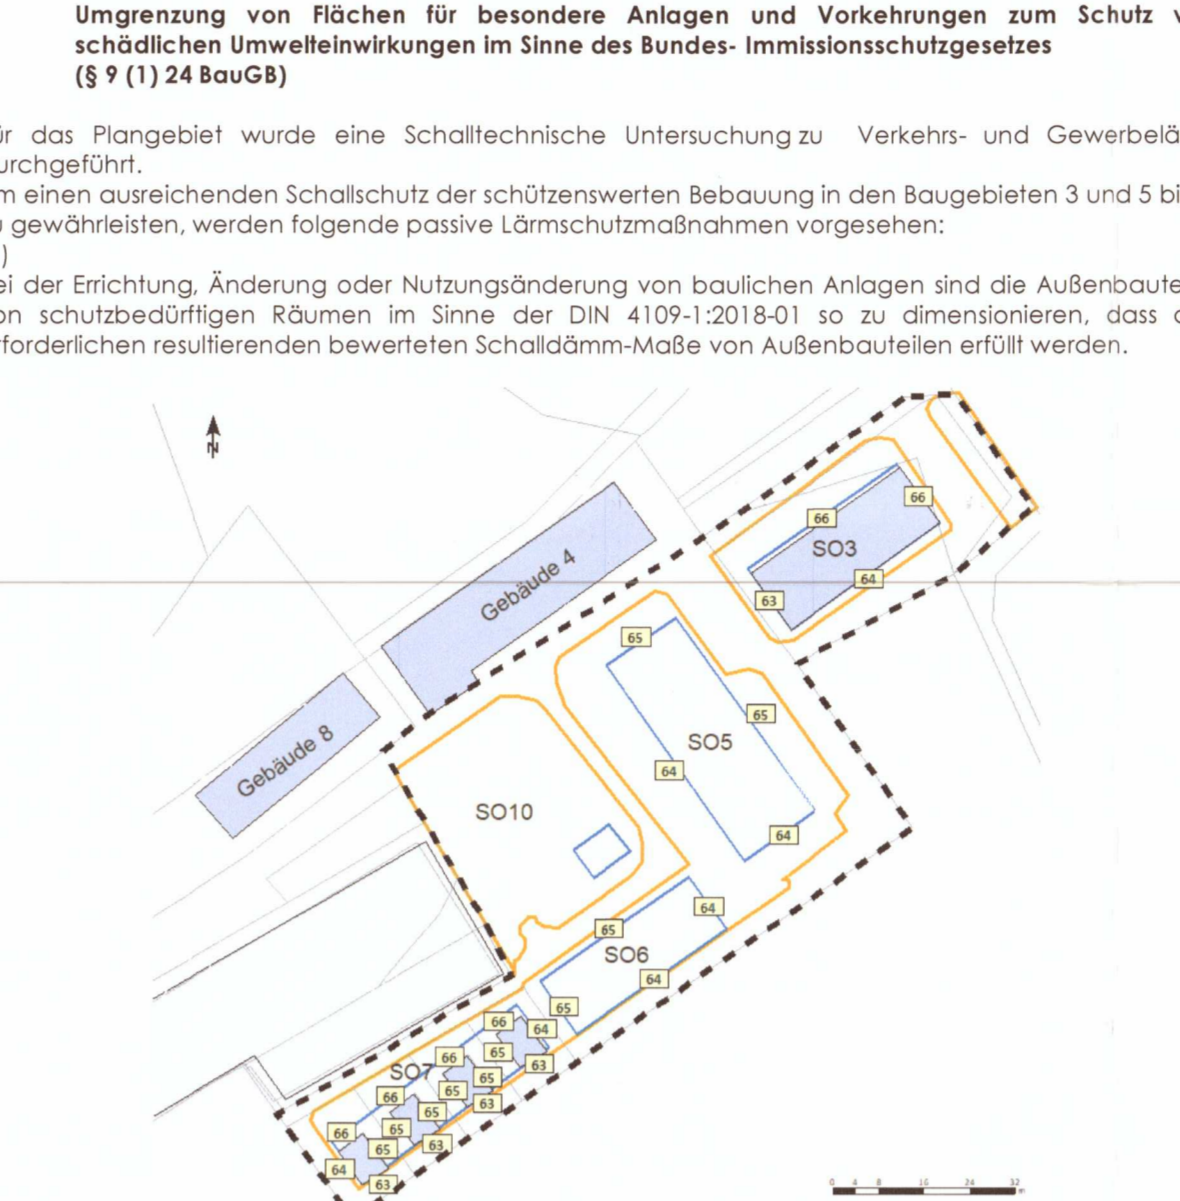 Umgrenzung von Flächen für besondere Anlagen und Vorkehrungen zum Schutz v
schädlichen Umwelteinwirkungen im Sinne des Bundes- Immissionsschutzgesetzes
(§ 9 (1) 24 BauGB)
ür das Plangebiet wurde eine Schalltechnische Untersuchung zu Verkehrs- und Gewerbelä
urchgeführt.
m einen ausreichenden Schallschutz der schützenswerten Bebauung in den Baugebieten 3 und 5 bi
u gewährleisten, werden folgende passive Lärmschutzmaßnahmen vorgesehen:
)
ei der Errichtung, Änderung oder Nutzungsänderung von baulichen Anlagen sind die Außenbaute
on schutzbedürftigen Räumen im Sinne der DIN 4109-1:2018-01 so zu dimensionieren, dass d
rforderlichen resultierenden bewerteten Schalldämm-Maße von Außenbauteilen erfüllt werden.
N
66
66
SO3
64
63
Gebäude 4
65
65
SO5
64
64
Gebäude 8
SO10
64
65
SO6
64
65
66
64
65
63
66
SO7
65
65
63
66
65
65
63
66
65
64
63
0 4 8 16 24 32
m